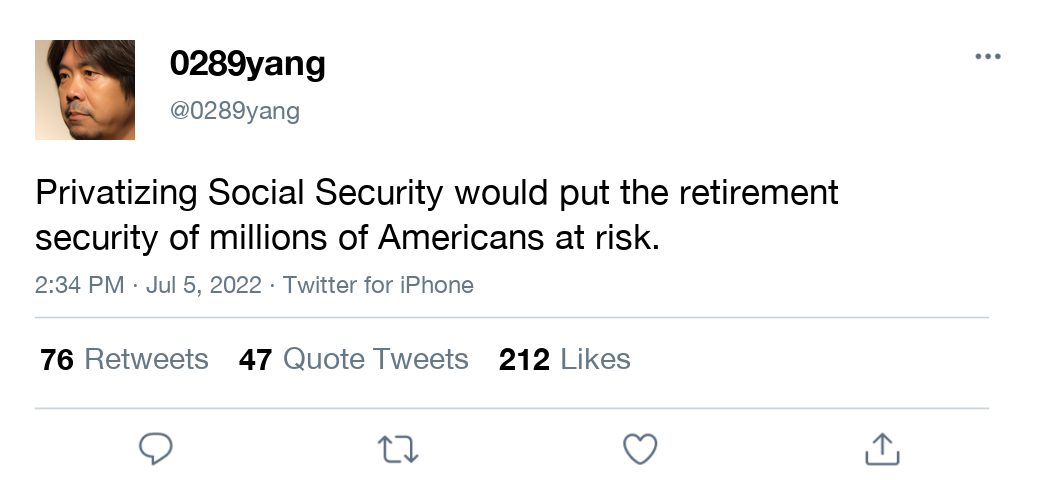 0289yang
@0289yang
Privatizing Social Security would put the retirement
security of millions of Americans at risk.
2:34 PM · Jul 5, 2022 · Twitter for iPhone
76 Retweets 47 Quote Tweets 212 Likes